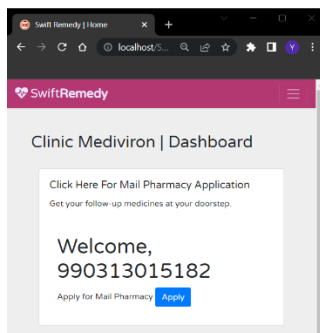 Swift Remedy | Home
localhost/S...
Y
SwiftRemedy
Clinic Mediviron | Dashboard
Click Here For Mail Pharmacy Application
Get your follow-up medicines at your doorstep.
Welcome,
990313015182
Apply for Mail Pharmacy Apply